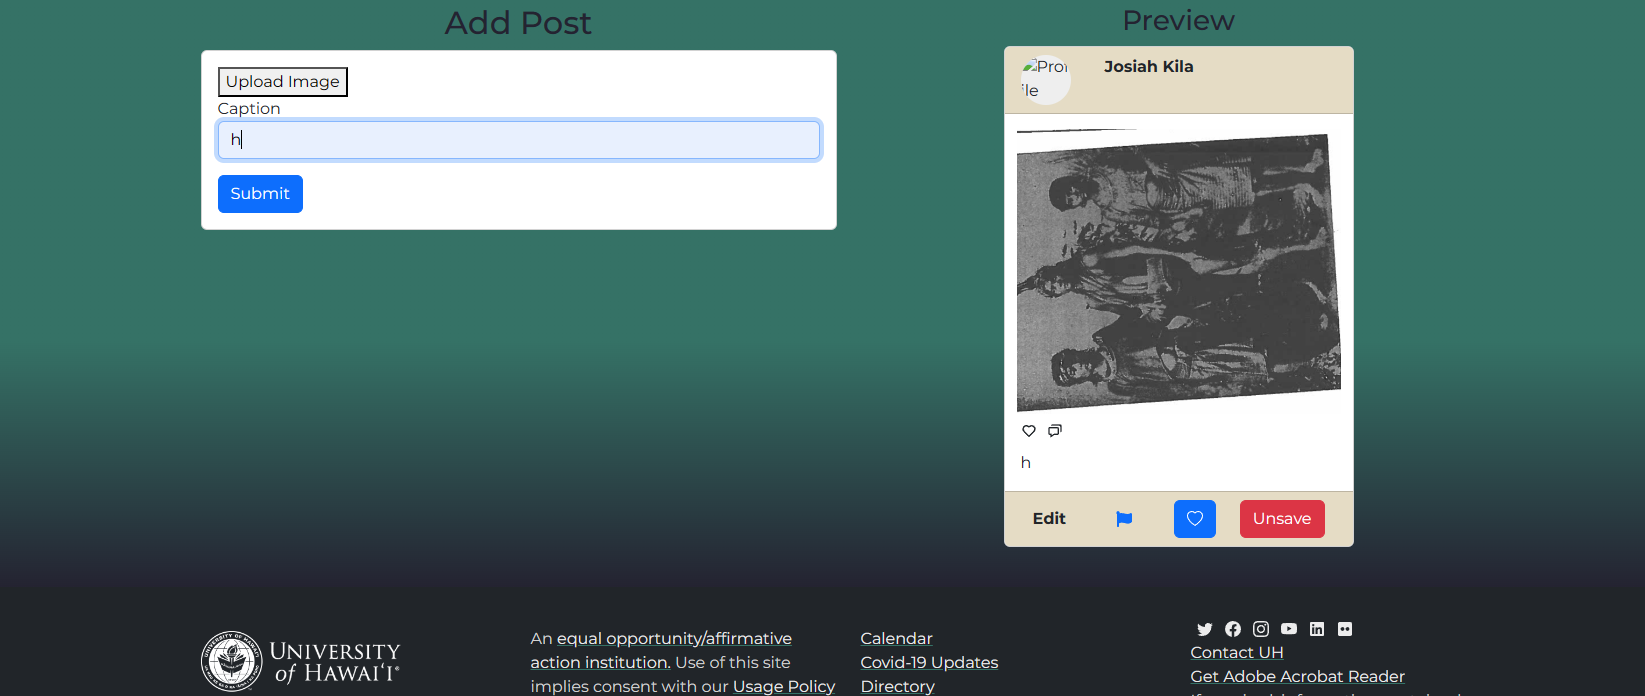 Add Post
Upload Image
Caption
h
Submit
Preview
Profile
Josiah Kila
h
Edit
Unsave
UNIVERSITY
of HAWAIʻI®
An equal opportunity/affirmative
action institution. Use of this site
implies consent with our Usage Policy
Calendar
Covid-19 Updates
Directory
Contact UH
Get Adobe Acrobat Reader